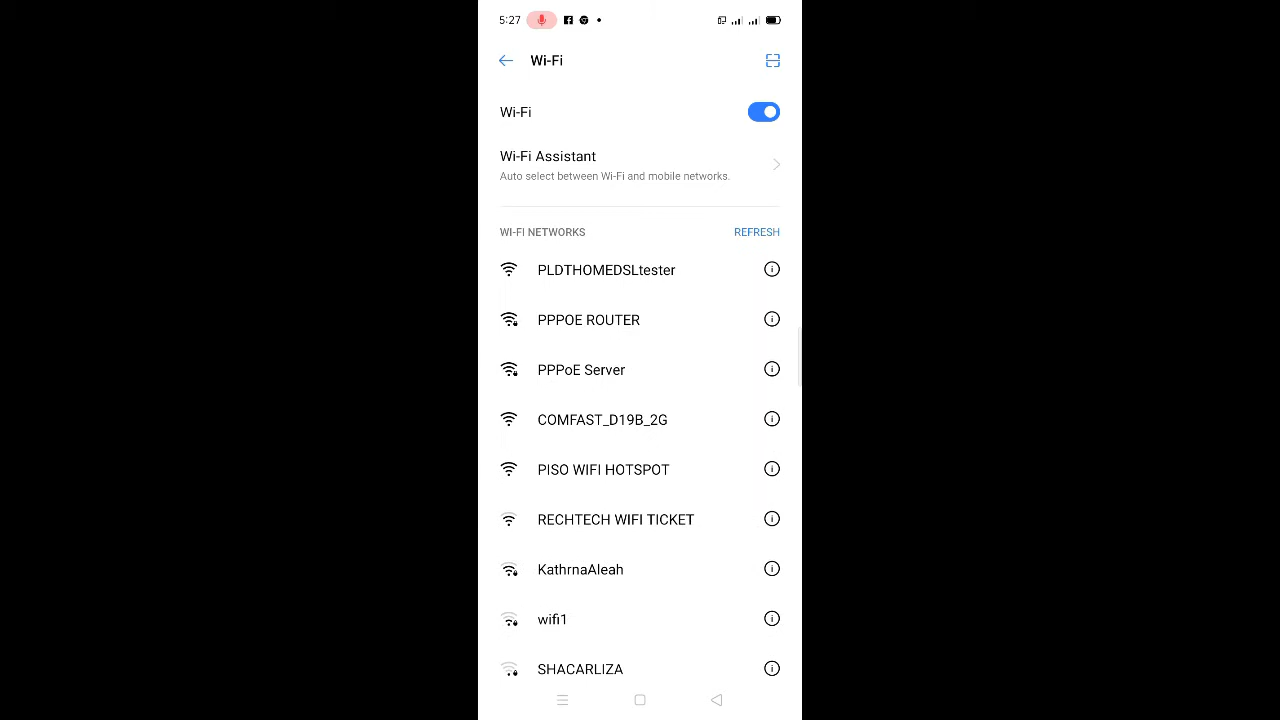 5:27
Wi-Fi
Wi-Fi
Wi-Fi Assistant
Auto select between Wi-Fi and mobile networks.
WI-FI NETWORKS REFRESH
PLDTHOMEDSLtester
PPPOE ROUTER
PPPoE Server
COMFAST_D19B_2G
PISO WIFI HOTSPOT
RECHTECH WIFI TICKET
KathrnaAleah
wifi1
SHACARLIZA